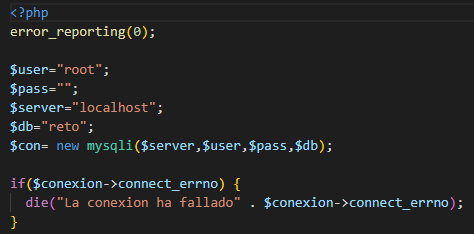 <?php
error_reporting(0);
$user="root";
$pass="";
$server="localhost";
$db="reto";
$con= new mysqli($server,$user,$pass,$db);
if($conexion->connect_errno) {
die("La conexion ha fallado" . $conexion->connect_errno);
}